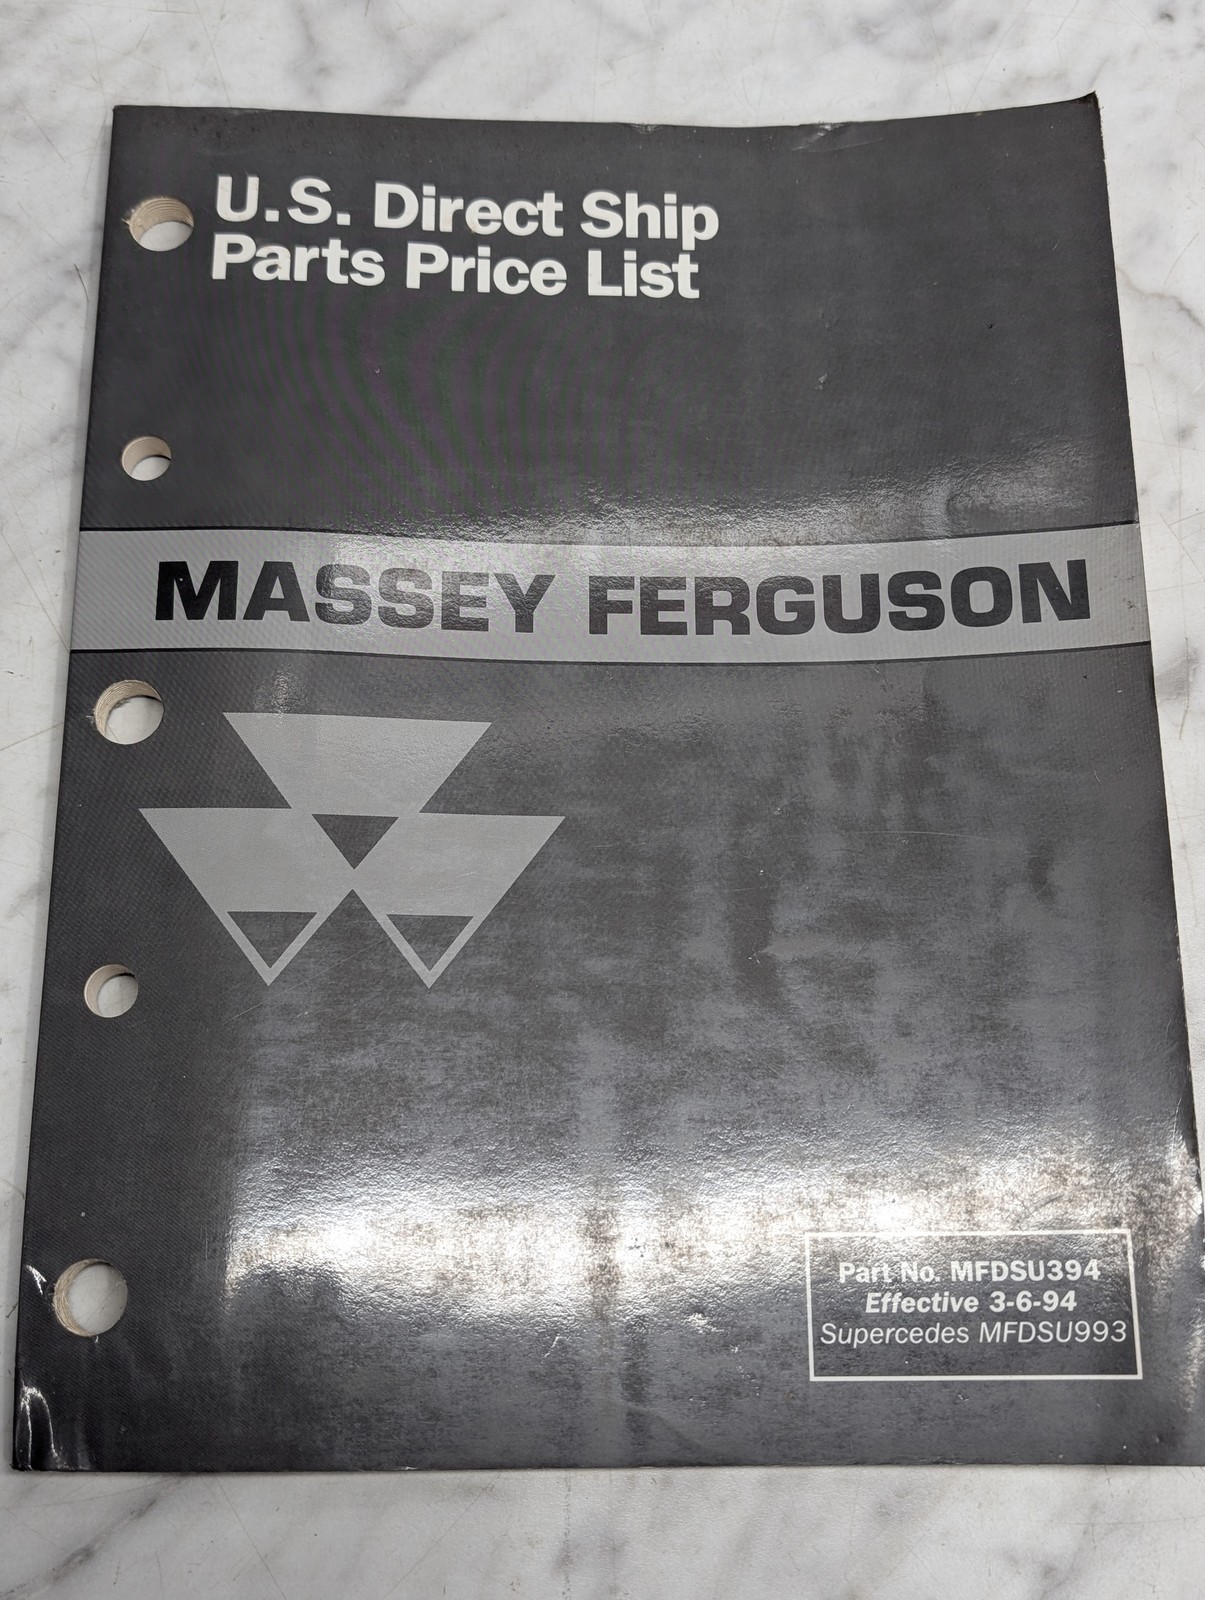 U.S. Direct Ship
Parts Price List
MASSEY FERGUSON
Part No. MFDSU394
Effective 3-6-94
Supercedes MFDSU993